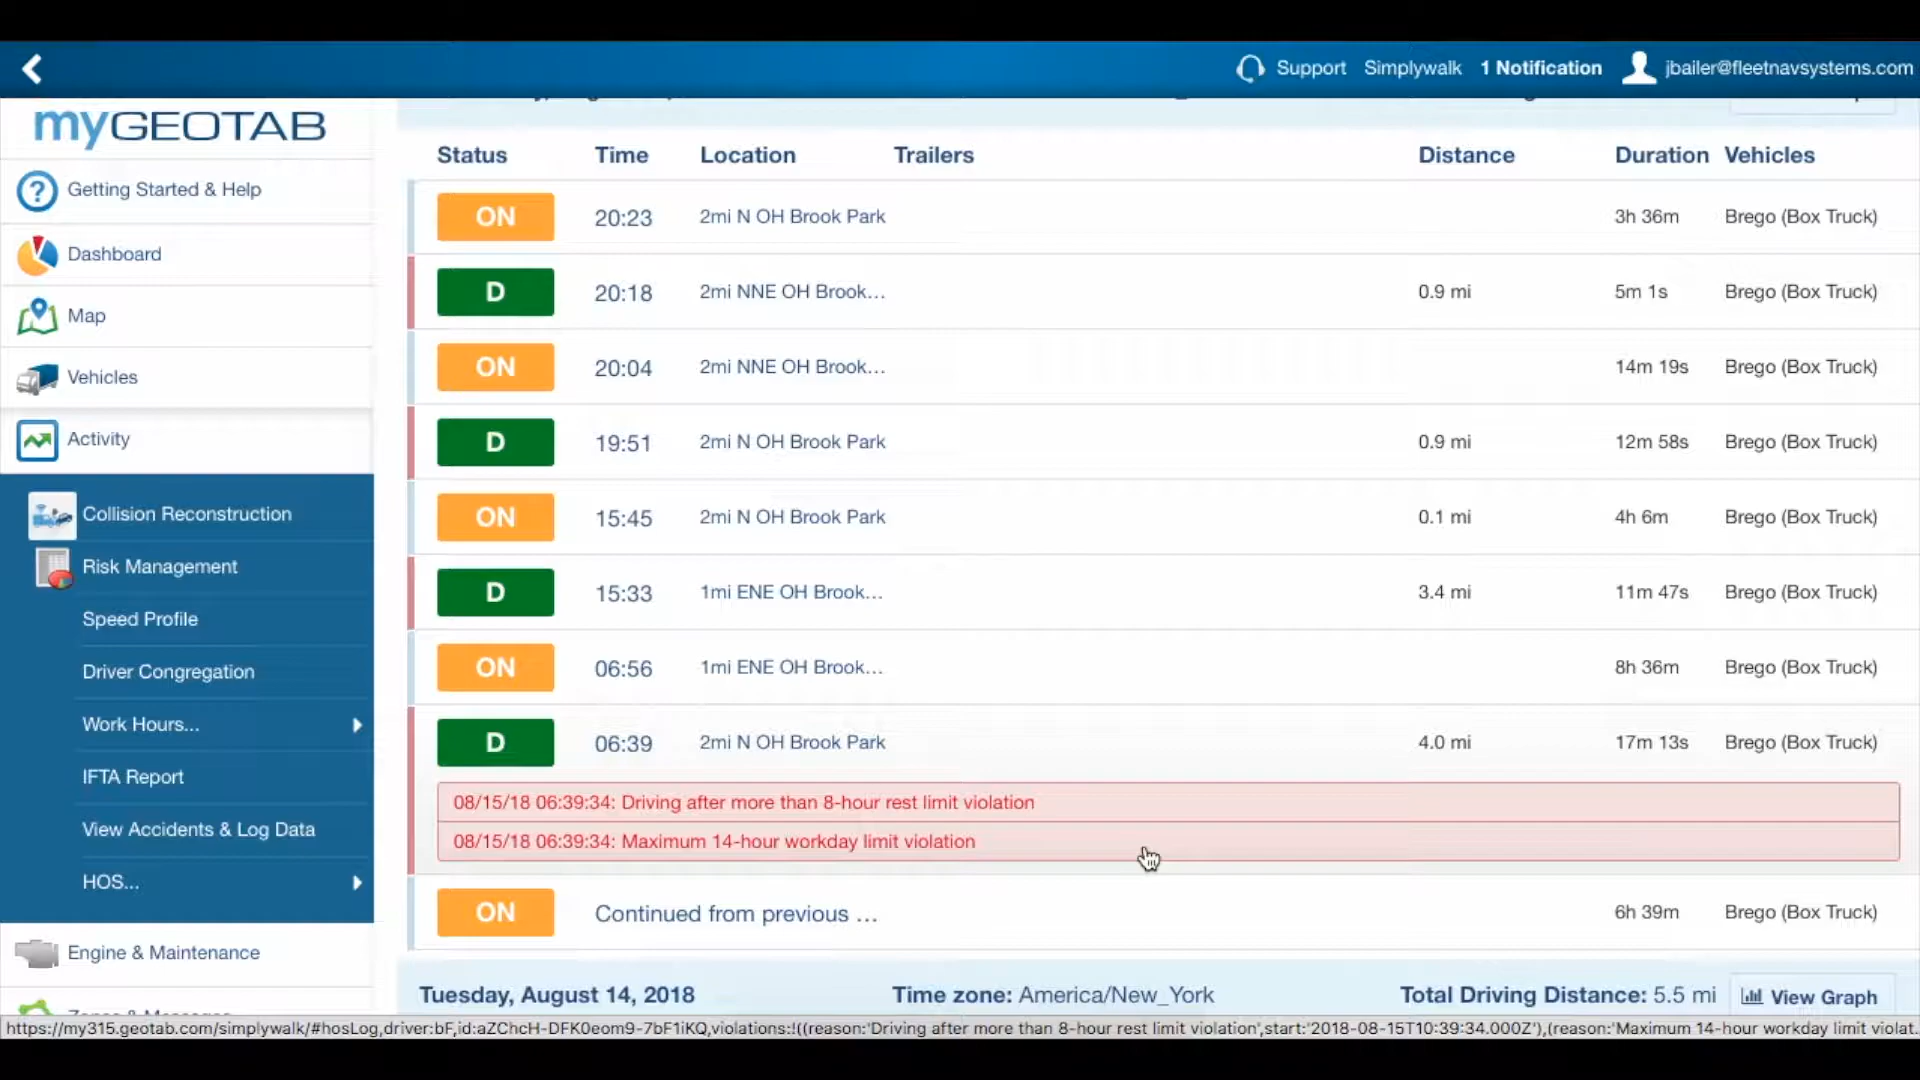 Support Simplywalk 1 Notification jbailer@fleetnavsystems.com
myGEOTAB
Getting Started & Help
Dashboard
Map
Vehicles
Activity
Collision Reconstruction
Risk Management
Speed Profile
Driver Congregation
Work Hours...
IFTA Report
View Accidents & Log Data
HOS...
Engine & Maintenance
Status Time Location Trailers Distance Duration Vehicles
ON 20:23 2mi N OH Brook Park 3h 36m Brego (Box Truck)
D 20:18 2mi NNE OH Brook... 0.9 mi 5m 1s Brego (Box Truck)
ON 20:04 2mi NNE OH Brook... 14m 19s Brego (Box Truck)
D 19:51 2mi N OH Brook Park 0.9 mi 12m 58s Brego (Box Truck)
ON 15:45 2mi N OH Brook Park 0.1 mi 4h 6m Brego (Box Truck)
D 15:33 1mi ENE OH Brook... 3.4 mi 11m 47s Brego (Box Truck)
ON 06:56 1mi ENE OH Brook... 8h 36m Brego (Box Truck)
D 06:39 2mi N OH Brook Park 4.0 mi 17m 13s Brego (Box Truck)
08/15/18 06:39:34: Driving after more than 8-hour rest limit violation
08/15/18 06:39:34: Maximum 14-hour workday limit violation
ON Continued from previous ... 6h 39m Brego (Box Truck)
Tuesday, August 14, 2018 Time zone: America/New_York Total Driving Distance: 5.5 mi View Graph
https://my315.geotab.com/simplywalk/#hosLog,driver:bF,id:aZChcH-DFK0eom9-7bF1iKQ,violations:!((reason:'Driving after more than 8-hour rest limit violation',start:'2018-08-15T10:39:34.000Z'),(reason:'Maximum 14-hour workday limit violat...